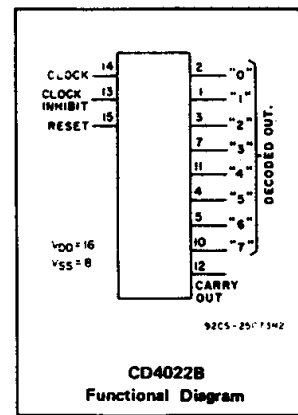 CLOCK 14
CLOCK INHIBIT 13
RESET 15
2 "0"
1 "1"
3 "2"
7 "3"
11 "4"
4 "5"
5 "6"
10 "7"
DECODED OUT.
12
CARRY OUT
VDD = 16
VSS = 8
CD4022B
Functional Diagram